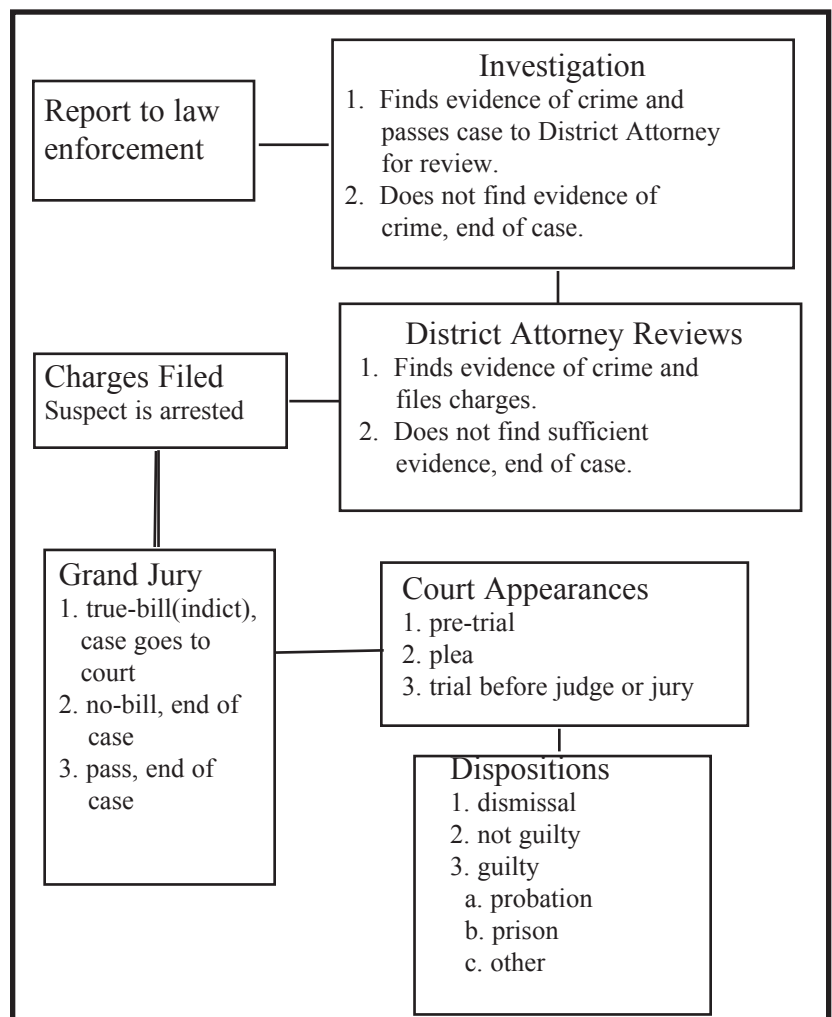 Report to law
enforcement
Investigation
1. Finds evidence of crime and
passes case to District Attorney
for review.
2. Does not find evidence of
crime, end of case.
District Attorney Reviews
1. Finds evidence of crime and
files charges.
2. Does not find sufficient
evidence, end of case.
Charges Filed
Suspect is arrested
Grand Jury
1. true-bill(indict),
case goes to
court
2. no-bill, end of
case
3. pass, end of
case
Court Appearances
1. pre-trial
2. plea
3. trial before judge or jury
Dispositions
1. dismissal
2. not guilty
3. guilty
a. probation
b. prison
c. other